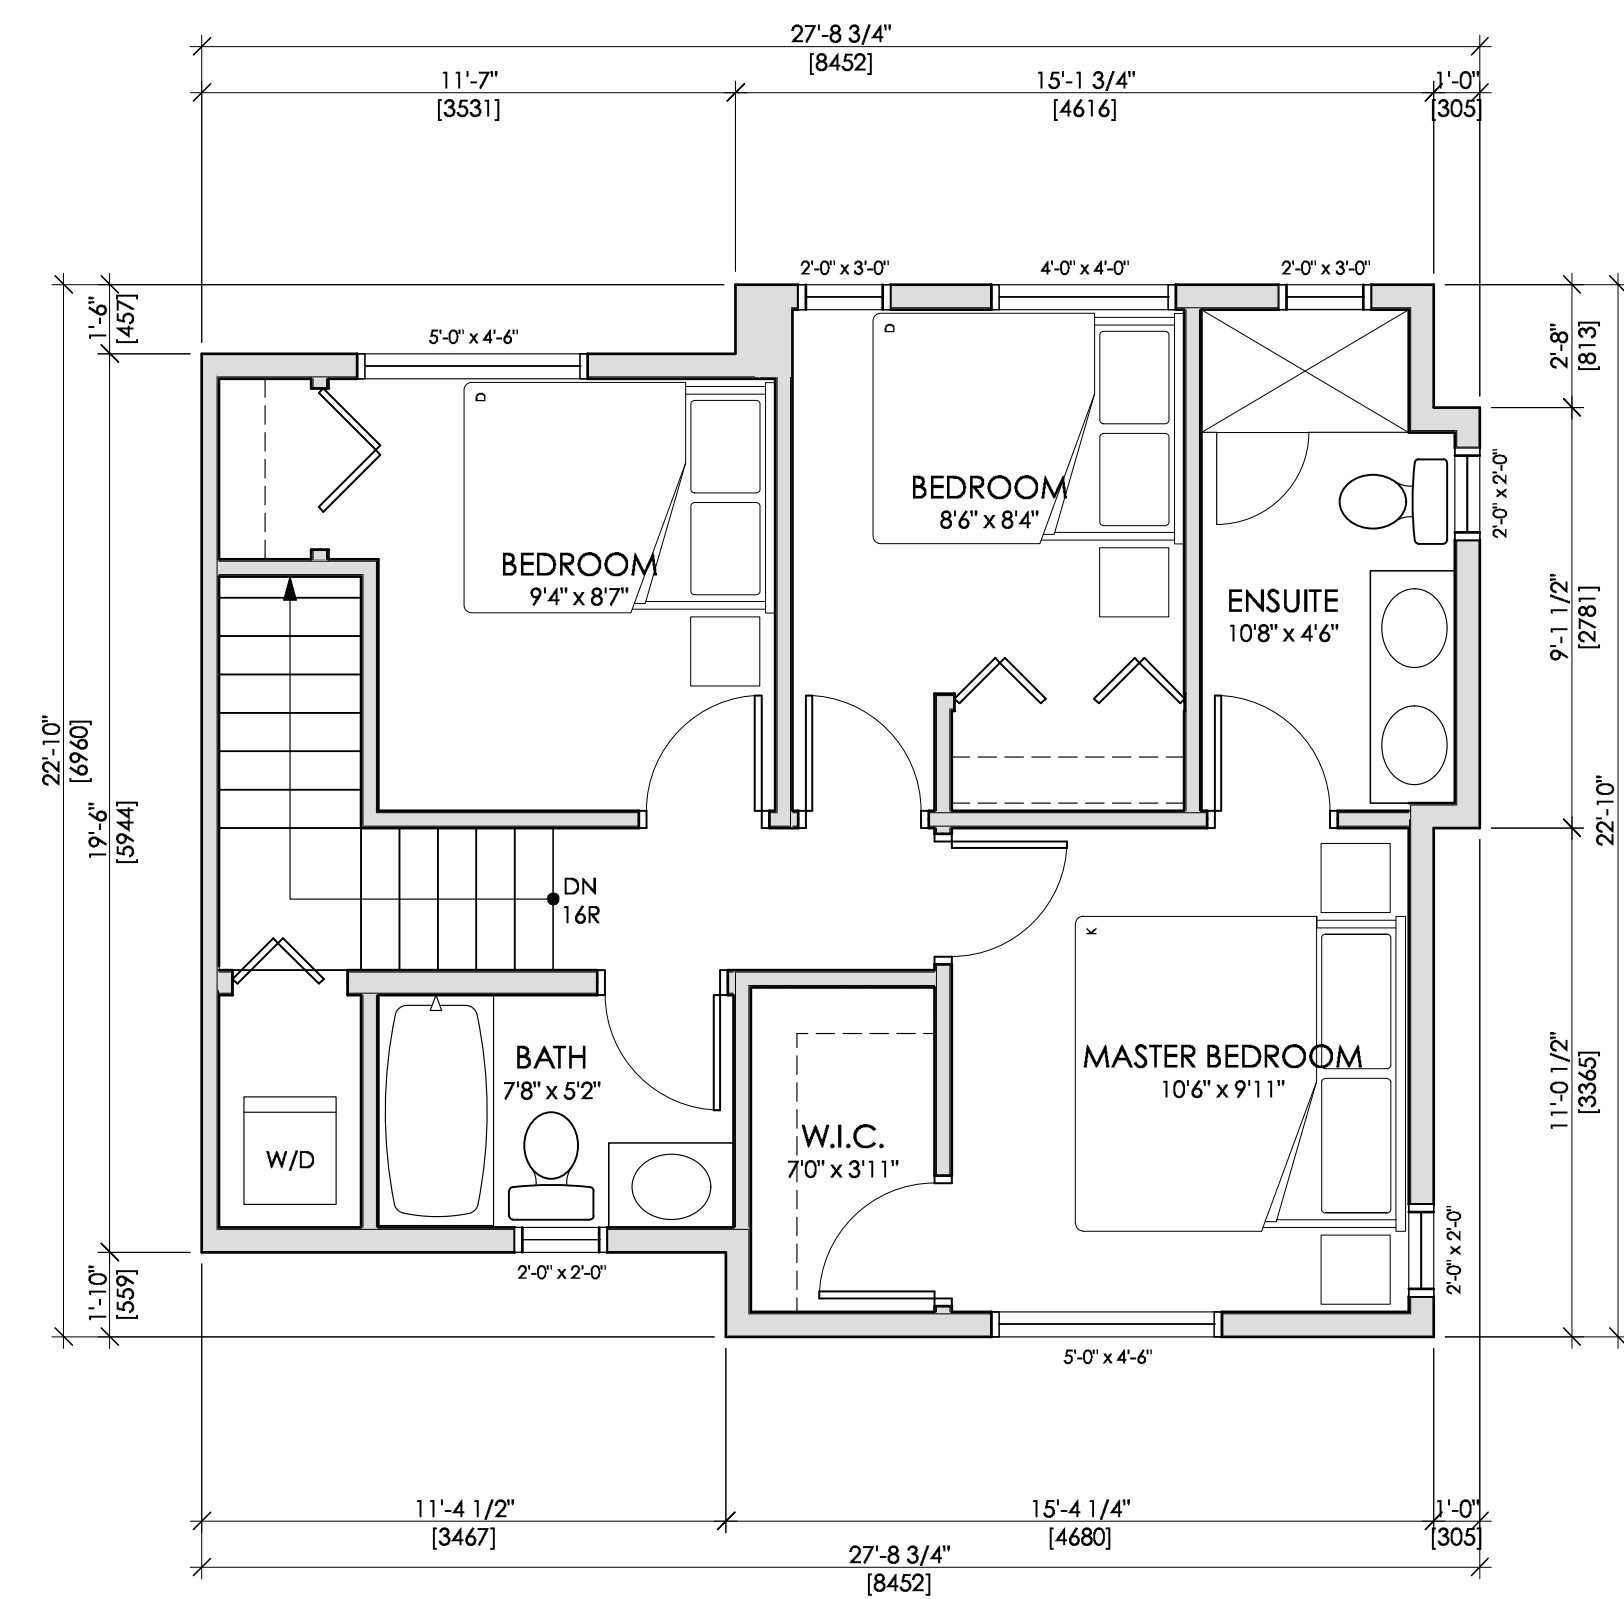 27'-8 3/4"
[8452]
11'-7"
[3531]
15'-1 3/4"
[4616]
1'-0"
[305]
2'-0" x 3'-0"
4'-0" x 4'-0"
2'-0" x 3'-0"
1'-6"
[457]
5'-0" x 4'-6"
2'-8"
[813]
D
D
BEDROOM
8'6" x 8'4"
2'-0" x 2'-0"
BEDROOM
9'4" x 8'7"
ENSUITE
10'8" x 4'6"
9'-1 1/2"
[2781]
22'-10"
[6960]
19'-6"
[5944]
22'-10"
DN
16R
K
BATH
7'8" x 5'2"
MASTER BEDROOM
10'6" x 9'11"
11'-0 1/2"
[3365]
W.I.C.
7'0" x 3'11"
W/D
2'-0" x 2'-0"
2'-0" x 2'-0"
1'-10"
[559]
5'-0" x 4'-6"
11'-4 1/2"
[3467]
15'-4 1/4"
[4680]
1'-0"
[305]
27'-8 3/4"
[8452]